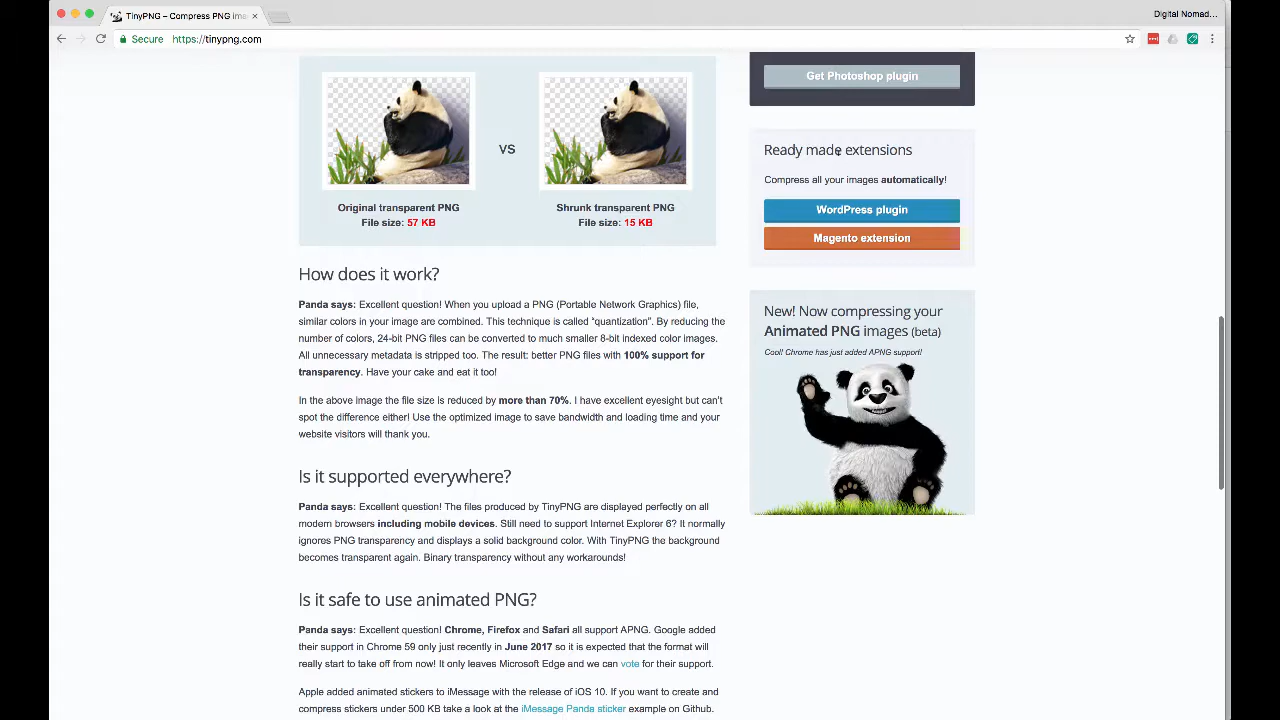 TinyPNG – Compress PNG ima
Digital Nomad...
Secure https://tinypng.com
Get Photoshop plugin
VS
Original transparent PNG
File size: 57 KB
Shrunk transparent PNG
File size: 15 KB
Ready made extensions
Compress all your images automatically!
WordPress plugin
Magento extension
New! Now compressing your
Animated PNG images (beta)
Cool! Chrome has just added APNG support!
How does it work?
Panda says: Excellent question! When you upload a PNG (Portable Network Graphics) file,
similar colors in your image are combined. This technique is called “quantization”. By reducing the
number of colors, 24-bit PNG files can be converted to much smaller 8-bit indexed color images.
All unnecessary metadata is stripped too. The result: better PNG files with 100% support for
transparency. Have your cake and eat it too!
In the above image the file size is reduced by more than 70%. I have excellent eyesight but can’t
spot the difference either! Use the optimized image to save bandwidth and loading time and your
website visitors will thank you.
Is it supported everywhere?
Panda says: Excellent question! The files produced by TinyPNG are displayed perfectly on all
modern browsers including mobile devices. Still need to support Internet Explorer 6? It normally
ignores PNG transparency and displays a solid background color. With TinyPNG the background
becomes transparent again. Binary transparency without any workarounds!
Is it safe to use animated PNG?
Panda says: Excellent question! Chrome, Firefox and Safari all support APNG. Google added
their support in Chrome 59 only just recently in June 2017 so it is expected that the format will
really start to take off from now! It only leaves Microsoft Edge and we can vote for their support.
Apple added animated stickers to iMessage with the release of iOS 10. If you want to create and
compress stickers under 500 KB take a look at the iMessage Panda sticker example on Github.